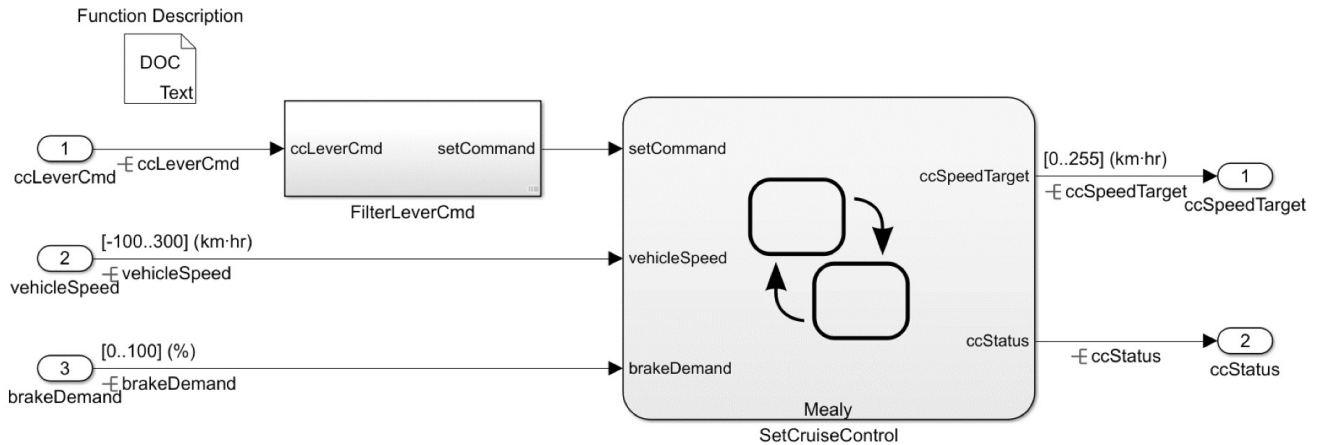 Function Description
DOC
Text
1
ccLeverCmd
ccLeverCmd
ccLeverCmd
setCommand
FilterLeverCmd
[-100..300] (km·hr)
2
vehicleSpeed
vehicleSpeed
[0..100] (%)
3
brakeDemand
brakeDemand
setCommand
vehicleSpeed
brakeDemand
ccSpeedTarget
ccStatus
Mealy
SetCruiseControl
[0..255] (km·hr)
ccSpeedTarget
1
ccSpeedTarget
ccStatus
2
ccStatus